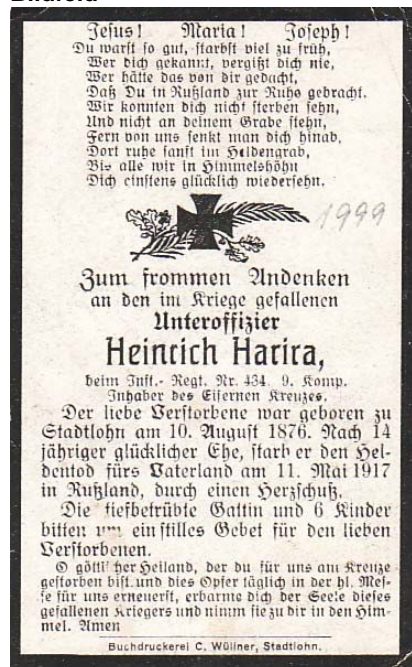 Jesus! Maria! Joseph!
Du warst so gut, starbst viel zu früh,
Wer dich gekannt, vergißt dich nie,
Wer hätte das von dir gedacht,
Daß Du in Rußland zur Ruhe gebracht.
Wir konnten dich nicht sterben sehn,
Und nicht an deinem Grabe stehn,
Fern von uns senkt man dich hinab,
Dort ruhe sanft im Heldengrab,
Bis alle wir in Himmelshöhn
Dich einstens glücklich wiedersehn.
1999
Zum frommen Andenken
an den im Kriege gefallenen
Unteroffizier
Heinrich Harira,
beim Inft.- Regt. Nr. 434. 9. Komp.
Inhaber des Eisernen Kreuzes.
Der liebe Verstorbene war geboren zu
Stadtlohn am 10. August 1876. Nach 14
jähriger glücklicher Ehe, starb er den Hel-
dentod fürs Vaterland am 11. Mai 1917
in Rußland, durch einen Herzschuß.
Die tiefbetrübte Gattin und 6 Kinder
bitten um ein stilles Gebet für den lieben
Verstorbenen.
O göttlicher Heiland, der du für uns am Kreuze
gestorben bist und dies Opfer täglich in der hl. Mes-
se für uns erneuerst, erbarme dich der Seele dieses
gefallenen Kriegers und nimm sie zu dir in den Him-
mel. Amen
Buchdruckerei C. Wüllner, Stadtlohn.